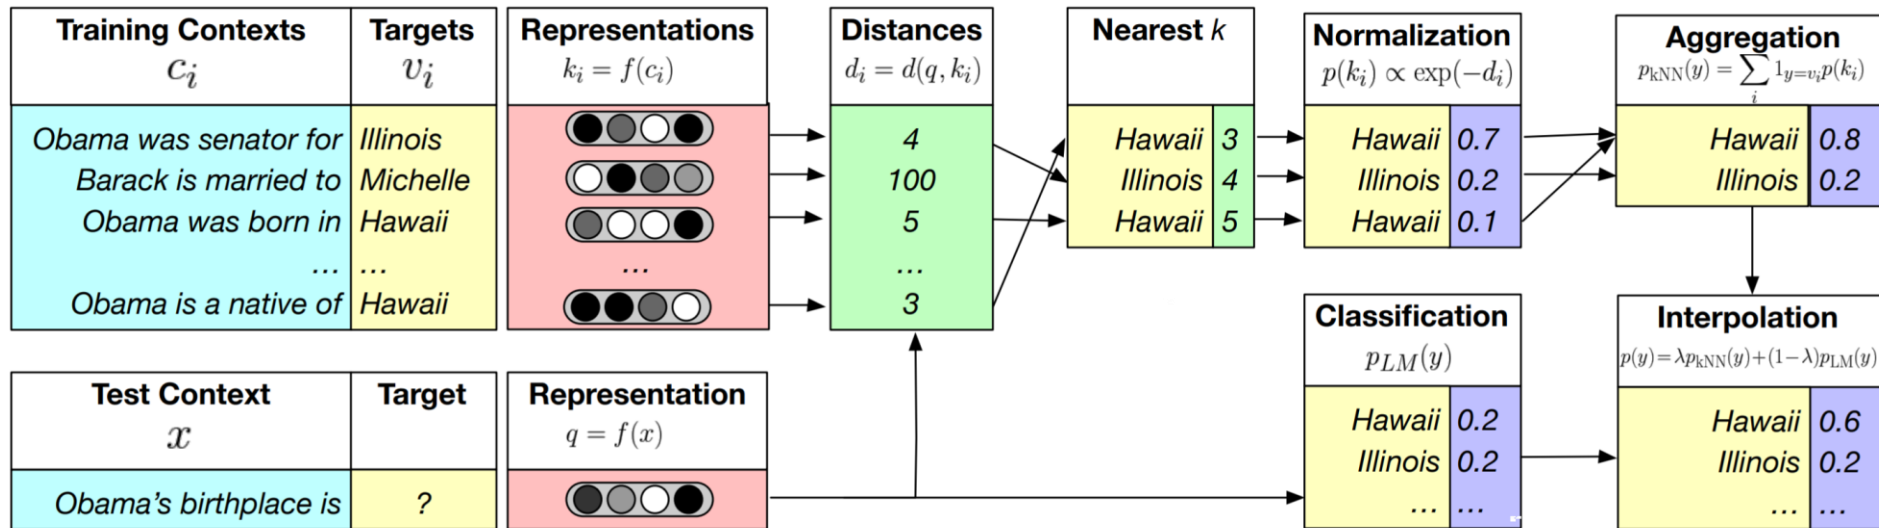 Training Contexts
c_i
Targets
v_i
Obama was senator for Illinois
Barack is married to Michelle
Obama was born in Hawaii
... ...
Obama is a native of Hawaii
Representations
k_i = f(c_i)
...
Distances
d_i = d(q, k_i)
4
100
5
...
3
Nearest k
Hawaii 3
Illinois 4
Hawaii 5
Normalization
p(k_i) ∝ exp(−d_i)
Hawaii 0.7
Illinois 0.2
Hawaii 0.1
Aggregation
p_kNN(y) = ∑_i 1_{y=v_i} p(k_i)
Hawaii 0.8
Illinois 0.2
Test Context
x
Target
Obama's birthplace is ?
Representation
q = f(x)
Classification
p_LM(y)
Hawaii 0.2
Illinois 0.2
... ...
Interpolation
p(y) = λp_kNN(y) + (1−λ)p_LM(y)
Hawaii 0.6
Illinois 0.2
... ...